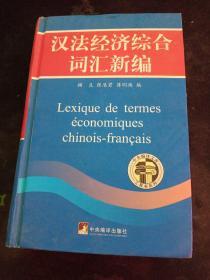 汉法经济综合
词汇新编
编
Lexique de termes
économiques
chinois-français
中央编译出版社